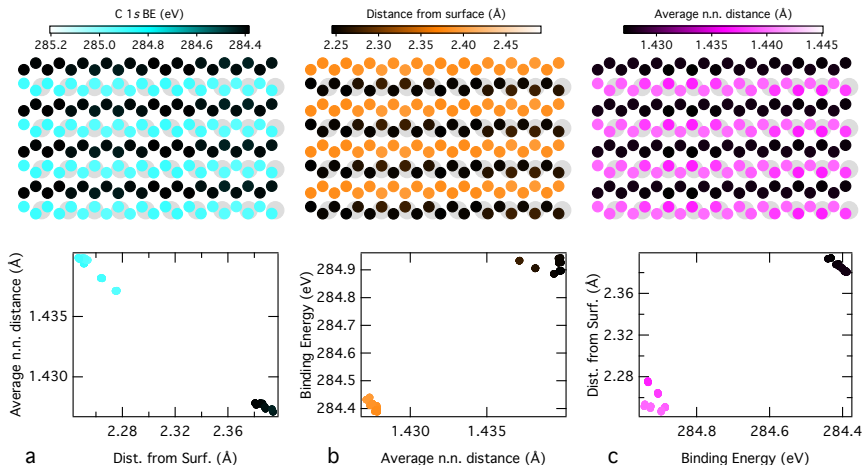 C 1s BE (eV)
285.2 285.0 284.8 284.6 284.4
Distance from surface (Å)
2.25 2.30 2.35 2.40 2.45
Average n.n. distance (Å)
1.430 1.435 1.440 1.445
Average n.n. distance (Å)
1.435
1.430
2.28 2.32 2.36
a Dist. from Surf. (Å)
Binding Energy (eV)
284.9
284.8
284.7
284.6
284.5
284.4
1.430 1.435
b Average n.n. distance (Å)
Dist. from Surf. (Å)
2.36
2.32
2.28
284.8 284.6 284.4
c Binding Energy (eV)